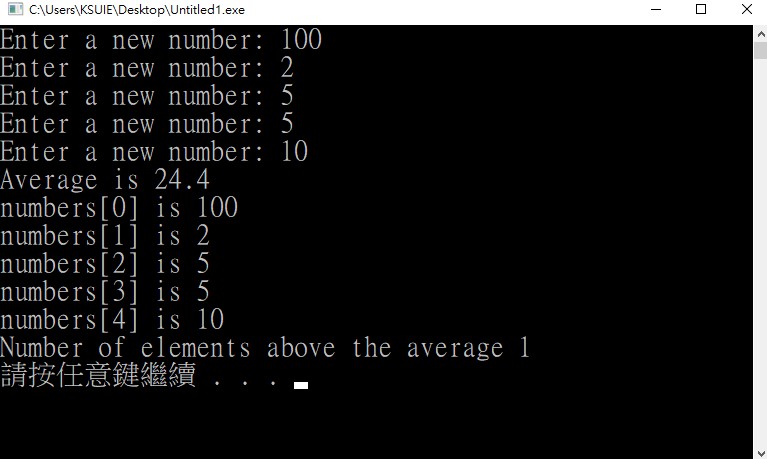 C:\Users\KSUIE\Desktop\Untitled1.exe
Enter a new number: 100
Enter a new number: 2
Enter a new number: 5
Enter a new number: 5
Enter a new number: 10
Average is 24.4
numbers[0] is 100
numbers[1] is 2
numbers[2] is 5
numbers[3] is 5
numbers[4] is 10
Number of elements above the average 1
請按任意鍵繼續 . . .